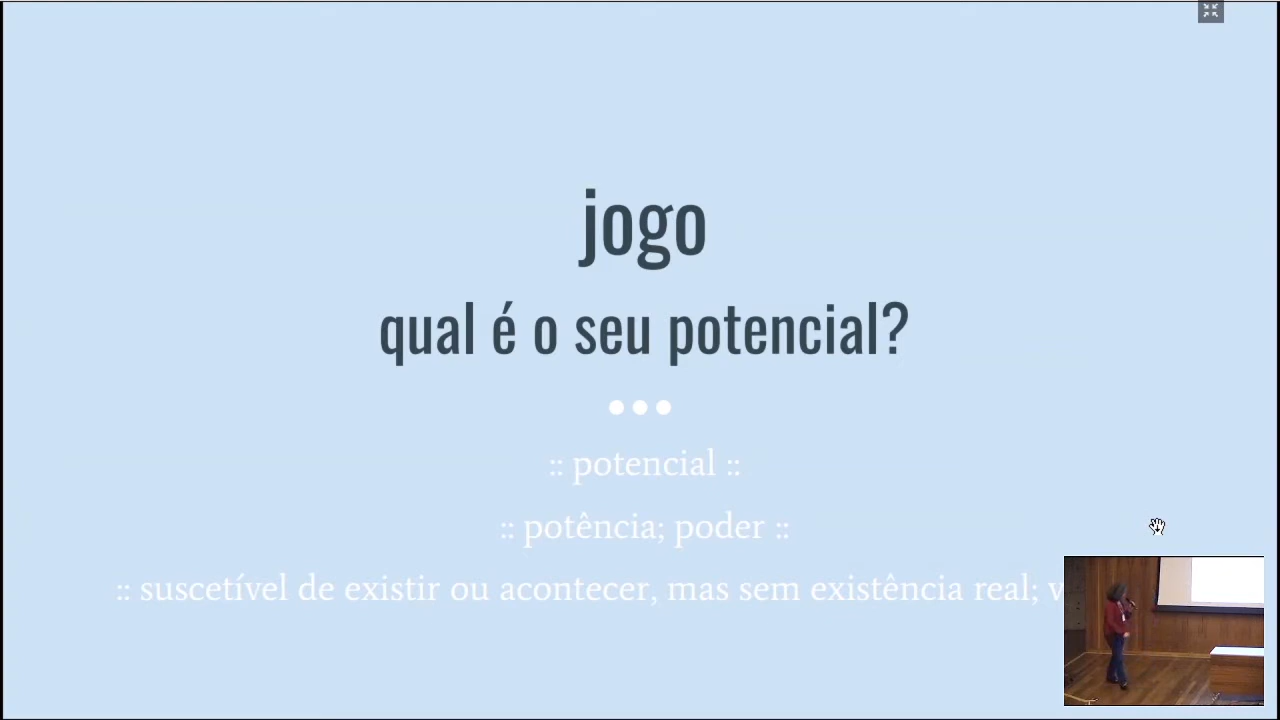 jogo
qual é o seu potencial?
:: potencial ::
:: potência; poder ::
:: suscetível de existir ou acontecer, mas sem existência real;